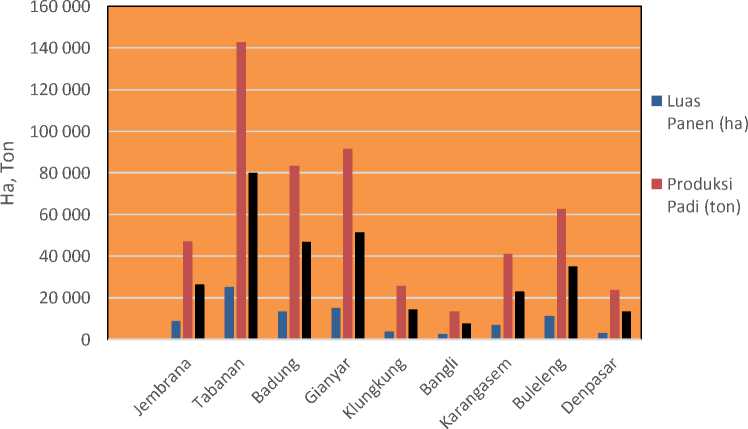 160 000
140 000
120 000
100 000
80 000
60 000
40 000
20 000
0
Ha, Ton
Jembrana
Tabanan
Badung
Gianyar
Klungkung
Bangli
Karangasem
Buleleng
Denpasar
Luas
Panen (ha)
Produksi
Padi (ton)